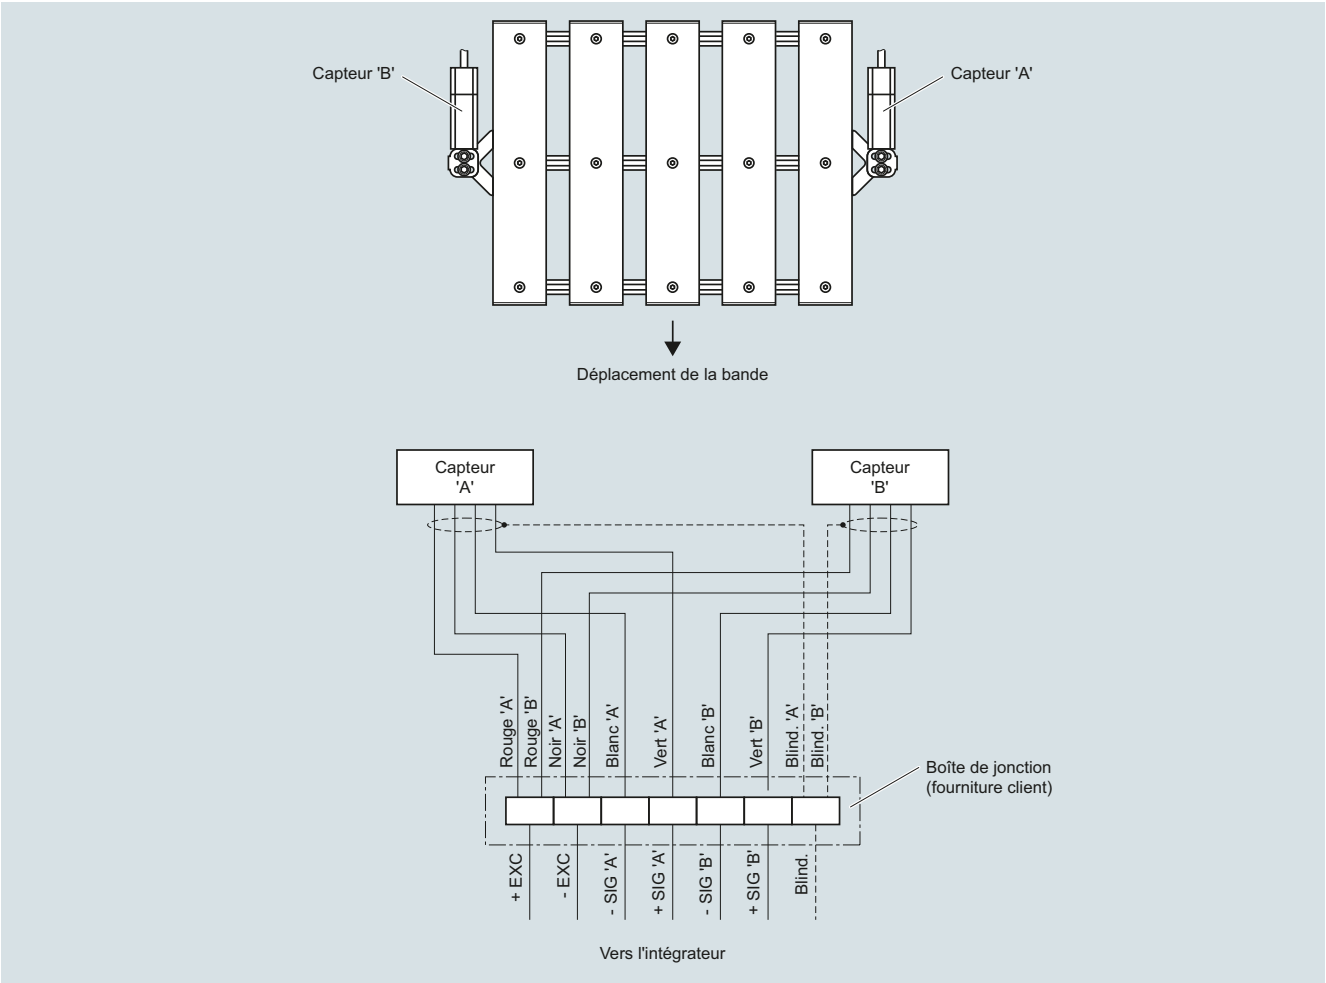 Capteur 'B'
Capteur 'A'
Déplacement de la bande
Capteur
'A'
Capteur
'B'
Rouge 'A'
Rouge 'B'
Noir 'A'
Noir 'B'
Blanc 'A'
Vert 'A'
Blanc 'B'
Vert 'B'
Blind. 'A'
Blind. 'B'
Boîte de jonction
(fourniture client)
+ EXC
- EXC
- SIG 'A'
+ SIG 'A'
- SIG 'B'
+ SIG 'B'
Blind.
Vers l'intégrateur